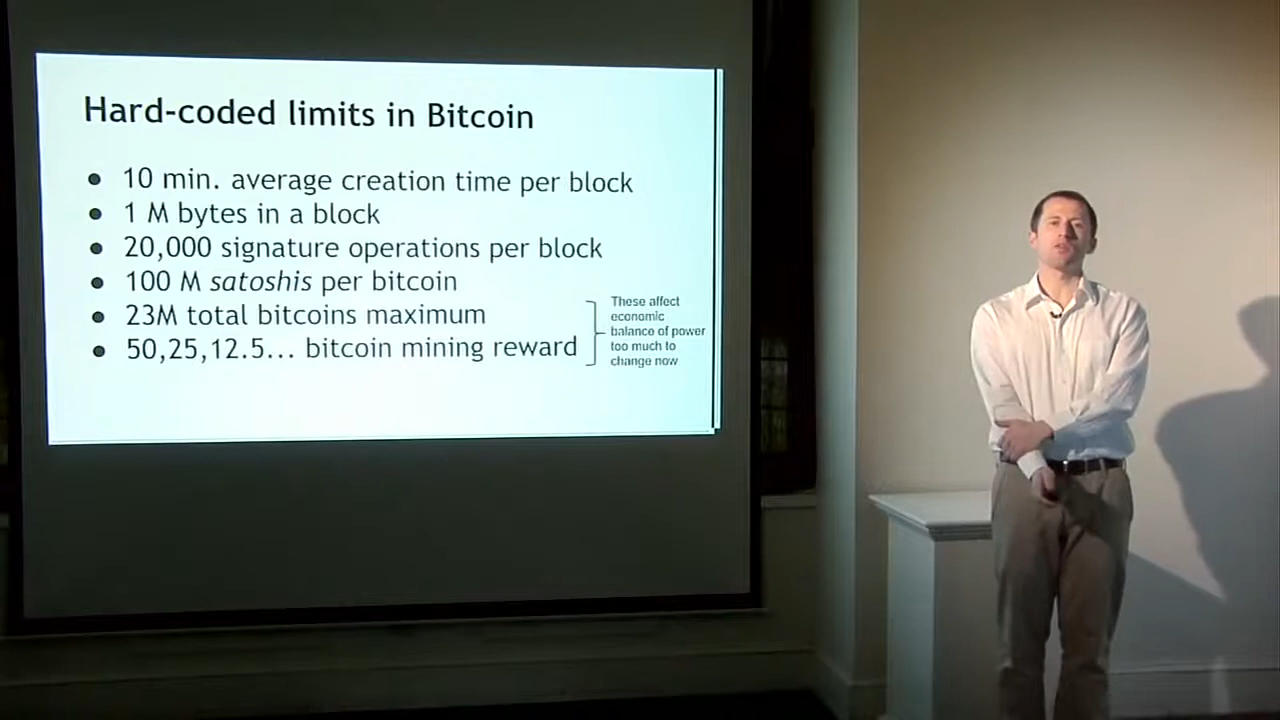 Hard-coded limits in Bitcoin
● 10 min. average creation time per block
● 1 M bytes in a block
● 20,000 signature operations per block
● 100 M satoshis per bitcoin
● 23M total bitcoins maximum
● 50,25,12.5... bitcoin mining reward
These affect
economic
balance of power
too much to
change now